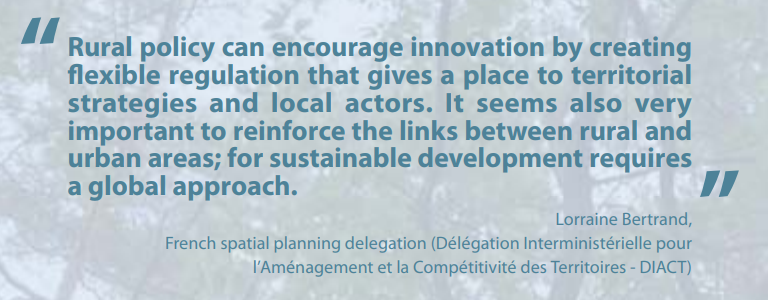 “
Rural policy can encourage innovation by creating
flexible regulation that gives a place to territorial
strategies and local actors. It seems also very
important to reinforce the links between rural and
urban areas; for sustainable development requires
a global approach.
”
Lorraine Bertrand,
French spatial planning delegation (Délégation Interministérielle pour
l’Aménagement et la Compétitivité des Territoires - DIACT)